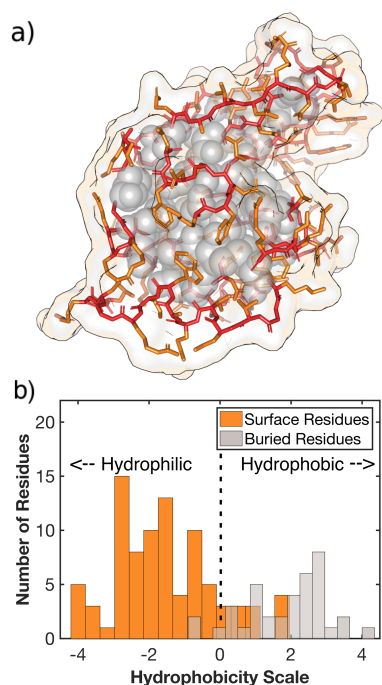 a)
b)
Surface Residues
Buried Residues
<-- Hydrophilic
Hydrophobic -->
Number of Residues
0
5
10
15
20
-4
-2
0
2
4
Hydrophobicity Scale